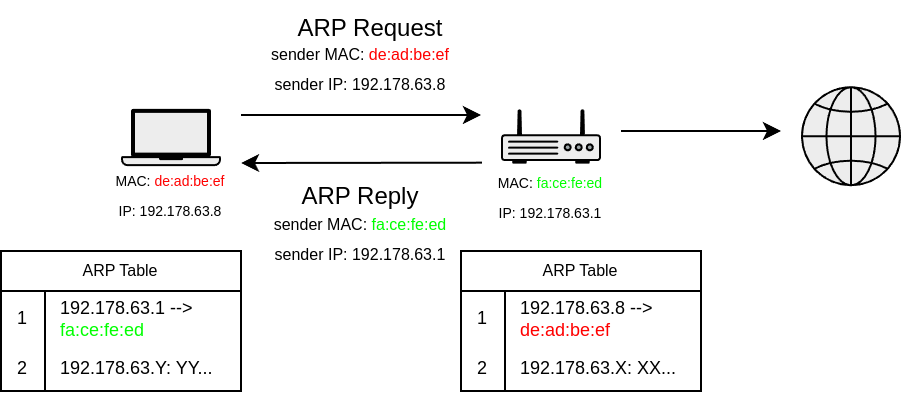 ARP Request
sender MAC: de:ad:be:ef
sender IP: 192.178.63.8
MAC: de:ad:be:ef
IP: 192.178.63.8
ARP Reply
sender MAC: fa:ce:fe:ed
sender IP: 192.178.63.1
MAC: fa:ce:fe:ed
IP: 192.178.63.1
ARP Table
1
192.178.63.1 -->
fa:ce:fe:ed
2
192.178.63.Y: YY...
ARP Table
1
192.178.63.8 -->
de:ad:be:ef
2
192.178.63.X: XX...